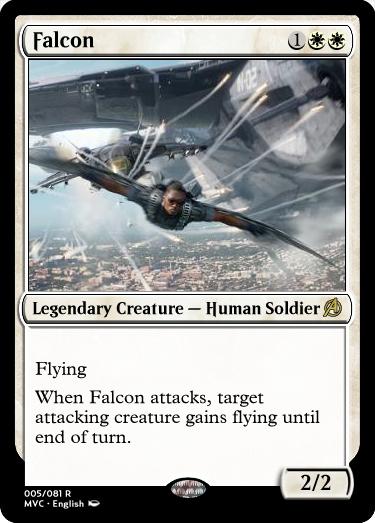 Falcon 1
N-02
Legendary Creature — Human Soldier
Flying
When Falcon attacks, target
attacking creature gains flying until
end of turn.
2/2
005/081 R
MVC • English